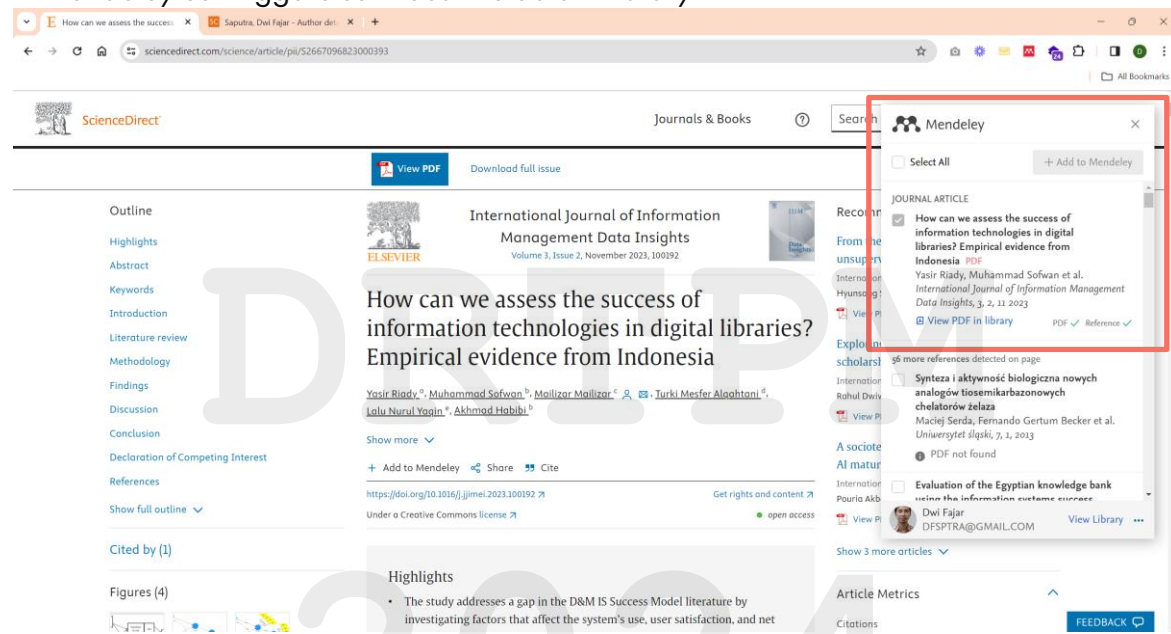 How can we assess the success
Saputra, Dwi Fajar - Author det
sciencedirect.com/science/article/pii/S2667096823000393
24
D
All Bookmarks
ScienceDirect
Journals & Books
Search
View PDF
Download full issue
Outline
Highlights
Abstract
Keywords
Introduction
Literature review
Methodology
Findings
Discussion
Conclusion
Declaration of Competing Interest
References
Show full outline
Cited by (1)
Figures (4)
ELSEVIER
International Journal of Information
Management Data Insights
Volume 3, Issue 2, November 2023, 100192
How can we assess the success of
information technologies in digital libraries?
Empirical evidence from Indonesia
Yasir Riady a, Muhammad Sofwan b, Mailizar Mailizar c, Turki Mesfer Alqahtani d,
Lalu Nurul Yaqin e, Akhmad Habibi b
Show more
+ Add to Mendeley Share Cite
https://doi.org/10.1016/j.jjimei.2023.100192
Get rights and content
Under a Creative Commons license
open access
Highlights
• The study addresses a gap in the D&M IS Success Model literature by
investigating factors that affect the system's use, user satisfaction, and net
Recomm
From the
unsuperv
Internation
Hyunsang
View P
Explorin
scholarsh
Internation
Rahul Dwiv
View P
A sociote
AI matur
Internation
Pouria Akb
View P
Show 3 more articles
Article Metrics
Citations
FEEDBACK
Mendeley
Select All
+ Add to Mendeley
JOURNAL ARTICLE
How can we assess the success of
information technologies in digital
libraries? Empirical evidence from
Indonesia PDF
Yasir Riady, Muhammad Sofwan et al.
International Journal of Information Management
Data Insights, 3, 2, 11 2023
View PDF in library
PDF Reference
56 more references detected on page
Synteza i aktywność biologiczna nowych
analogów tiosemikarbazonowych
chelatorów żelaza
Maciej Serda, Fernando Gertum Becker et al.
Uniwersytet śląski, 7, 1, 2013
PDF not found
Evaluation of the Egyptian knowledge bank
using the information systems success
Dwi Fajar
DFSPTRA@GMAIL.COM
View Library
DRTPM
2024